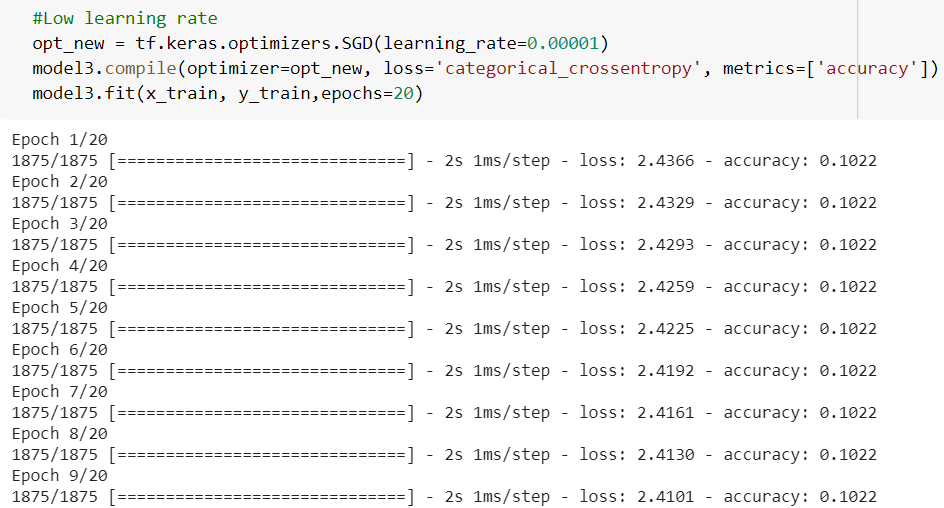 #Low learning rate
opt_new = tf.keras.optimizers.SGD(learning_rate=0.00001)
model3.compile(optimizer=opt_new, loss='categorical_crossentropy', metrics=['accuracy'])
model3.fit(x_train, y_train,epochs=20)
Epoch 1/20
1875/1875 [==============================] - 2s 1ms/step - loss: 2.4366 - accuracy: 0.1022
Epoch 2/20
1875/1875 [==============================] - 2s 1ms/step - loss: 2.4329 - accuracy: 0.1022
Epoch 3/20
1875/1875 [==============================] - 2s 1ms/step - loss: 2.4293 - accuracy: 0.1022
Epoch 4/20
1875/1875 [==============================] - 2s 1ms/step - loss: 2.4259 - accuracy: 0.1022
Epoch 5/20
1875/1875 [==============================] - 2s 1ms/step - loss: 2.4225 - accuracy: 0.1022
Epoch 6/20
1875/1875 [==============================] - 2s 1ms/step - loss: 2.4192 - accuracy: 0.1022
Epoch 7/20
1875/1875 [==============================] - 2s 1ms/step - loss: 2.4161 - accuracy: 0.1022
Epoch 8/20
1875/1875 [==============================] - 2s 1ms/step - loss: 2.4130 - accuracy: 0.1022
Epoch 9/20
1875/1875 [==============================] - 2s 1ms/step - loss: 2.4101 - accuracy: 0.1022